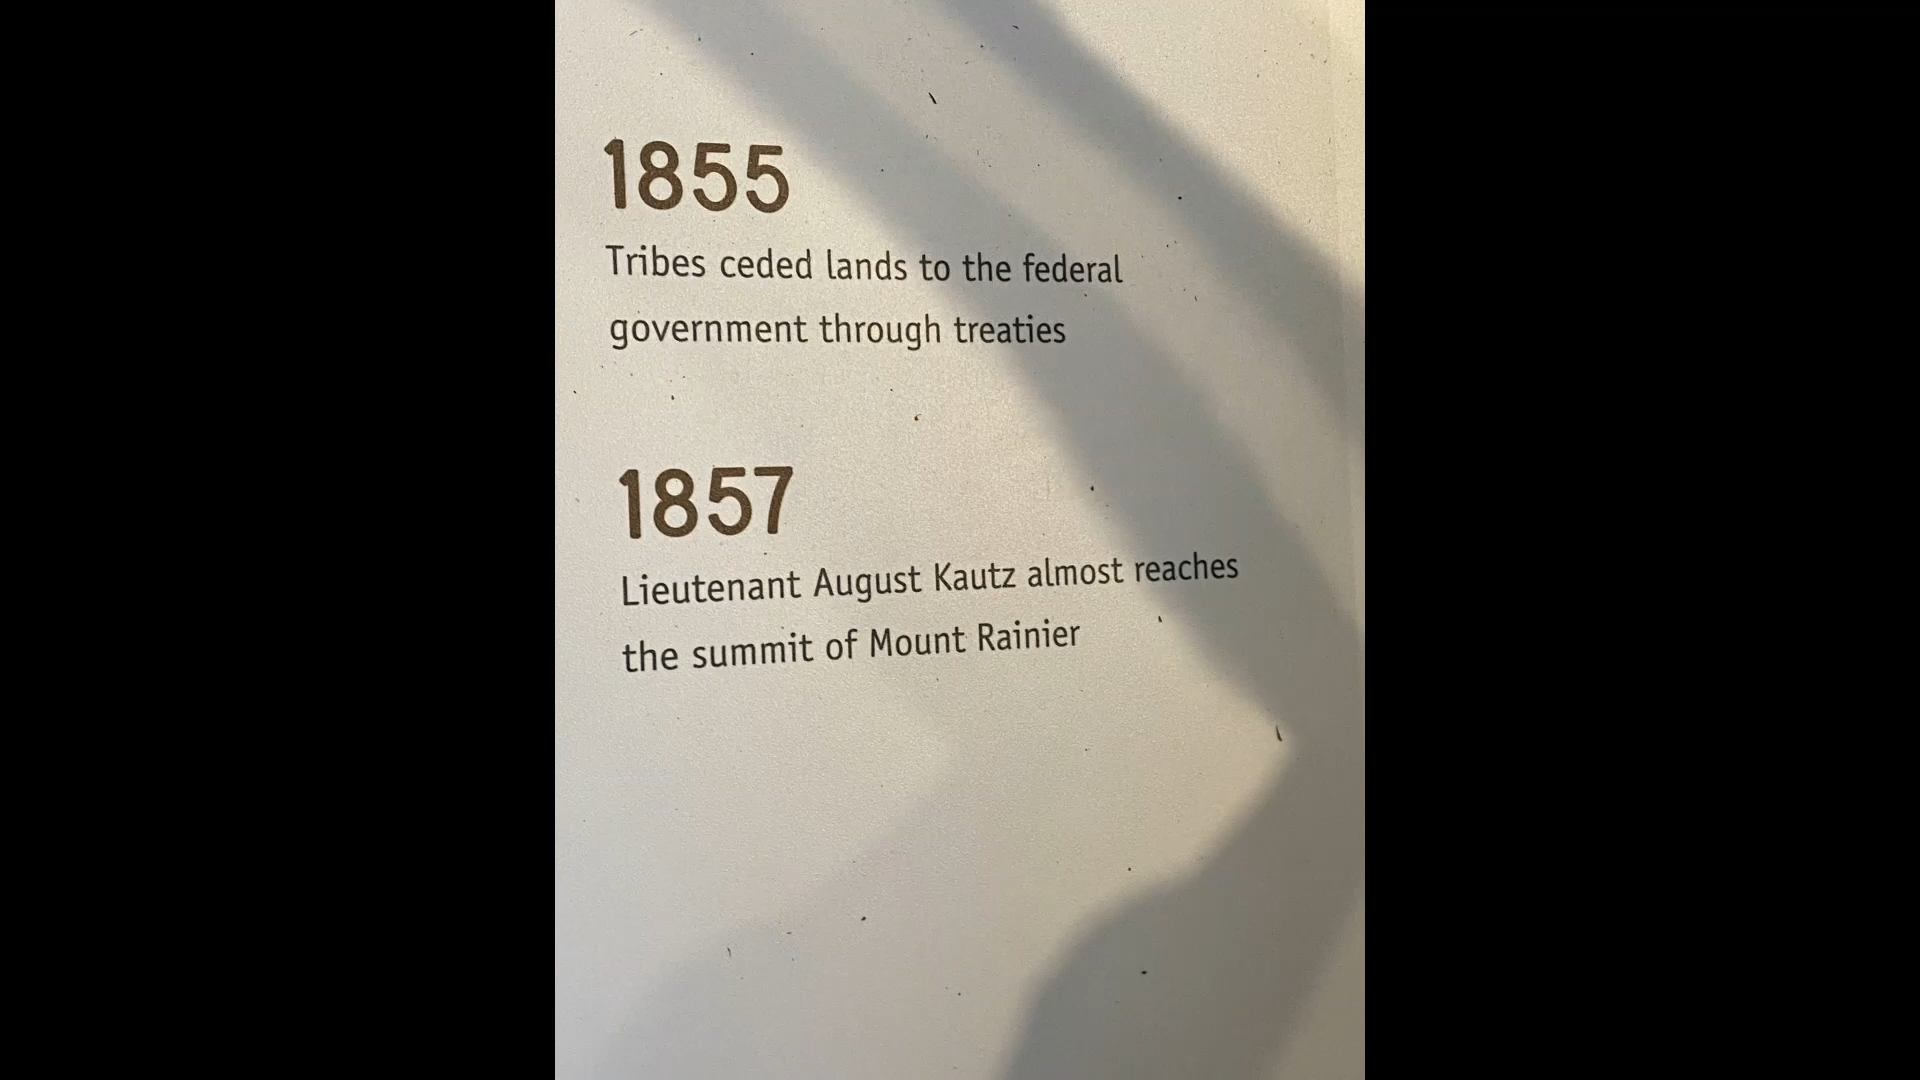 1855
Tribes ceded lands to the federal
government through treaties
1857
Lieutenant August Kautz almost reaches
the summit of Mount Rainier